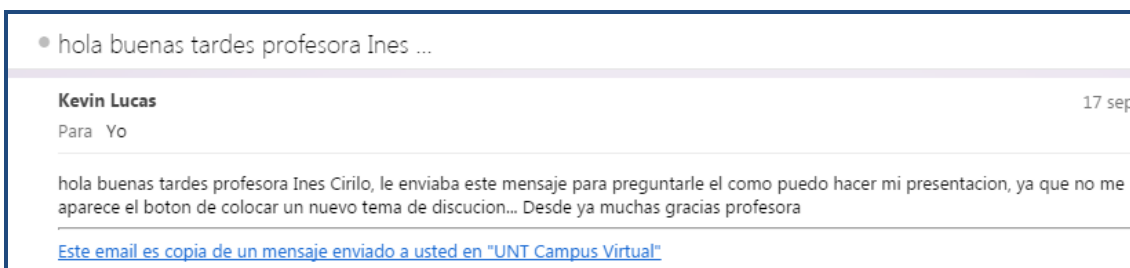 hola buenas tardes profesora Ines ...
Kevin Lucas
17 sep
Para Yo
hola buenas tardes profesora Ines Cirilo, le enviaba este mensaje para preguntarle el como puedo hacer mi presentacion, ya que no me
aparece el boton de colocar un nuevo tema de discucion... Desde ya muchas gracias profesora
Este email es copia de un mensaje enviado a usted en "UNT Campus Virtual"